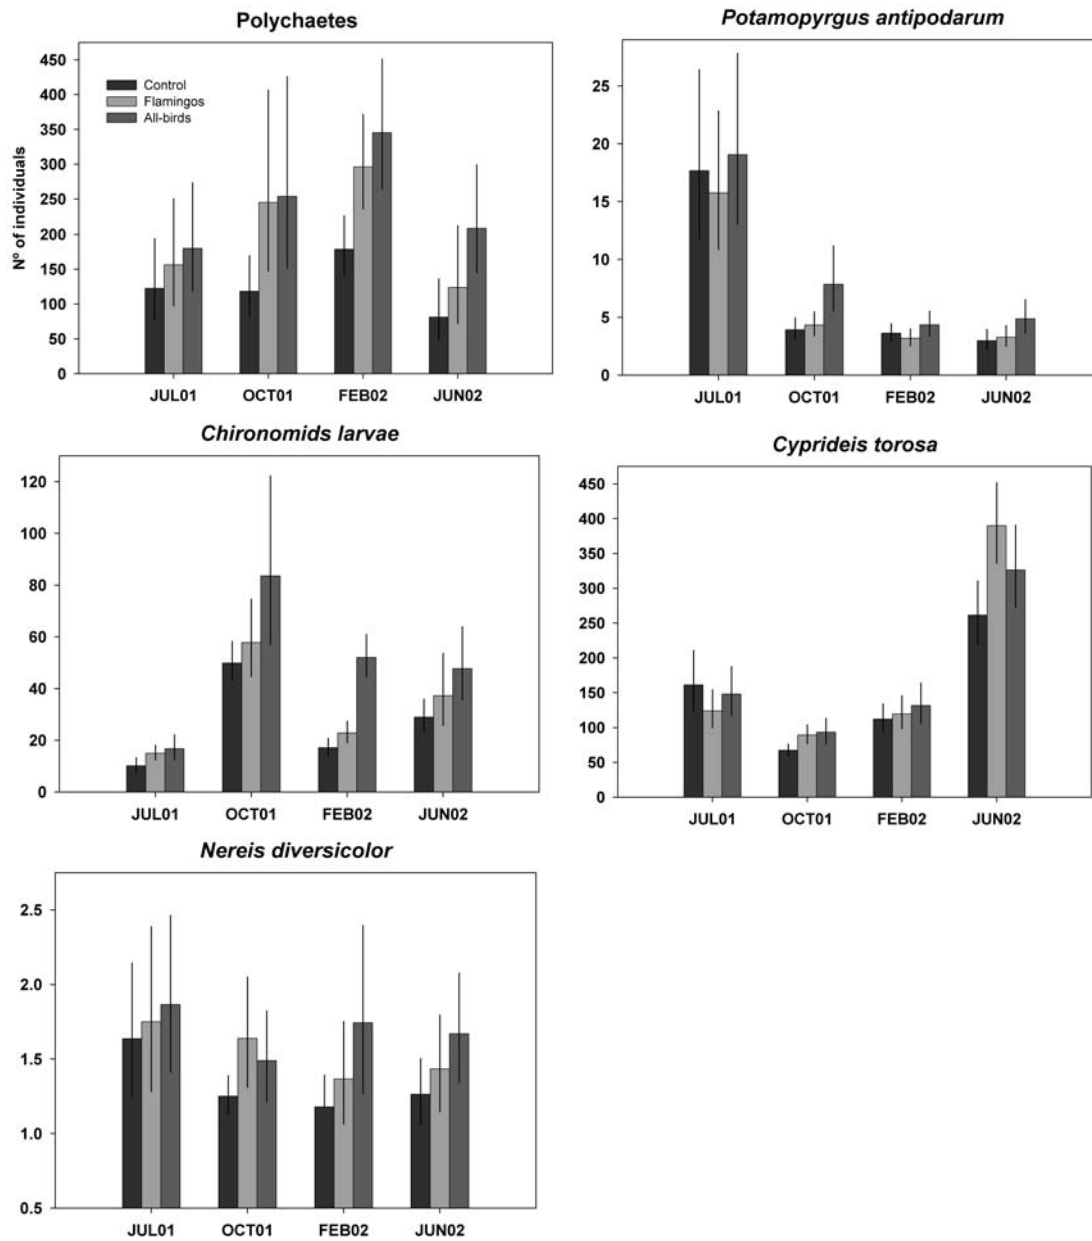 Polychaetes
Nº of individuals
450
400
350
300
250
200
150
100
50
0
Control
Flamingos
All-birds
JUL01 OCT01 FEB02 JUN02
Potamopyrgus antipodarum
25
20
15
10
5
0
JUL01 OCT01 FEB02 JUN02
Chironomids larvae
120
100
80
60
40
20
0
JUL01 OCT01 FEB02 JUN02
Cyprideis torosa
450
400
350
300
250
200
150
100
50
0
JUL01 OCT01 FEB02 JUN02
Nereis diversicolor
2.5
2.0
1.5
1.0
0.5
JUL01 OCT01 FEB02 JUN02